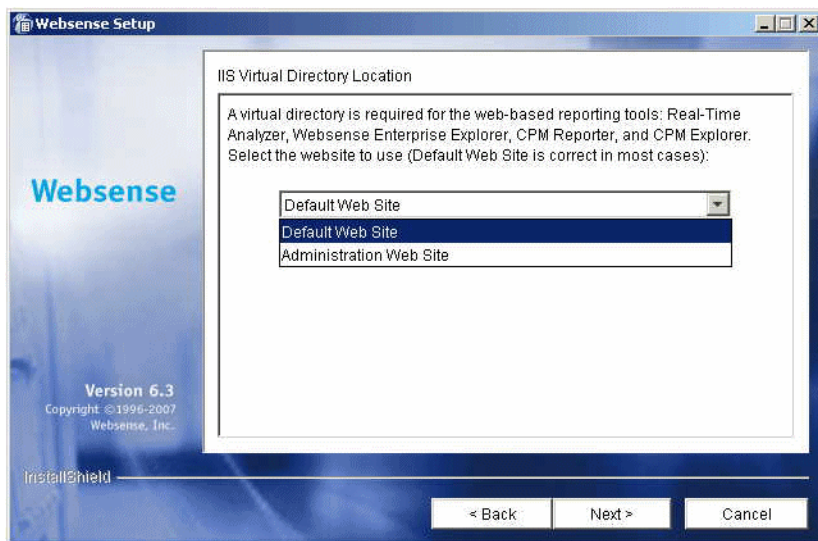 Websense Setup
IIS Virtual Directory Location
A virtual directory is required for the web-based reporting tools: Real-Time
Analyzer, Websense Enterprise Explorer, CPM Reporter, and CPM Explorer.
Select the website to use (Default Web Site is correct in most cases):
Websense
Default Web Site
Default Web Site
Administration Web Site
Version 6.3
Copyright ©1996-2007
Websense, Inc.
InstallShield
< Back
Next >
Cancel